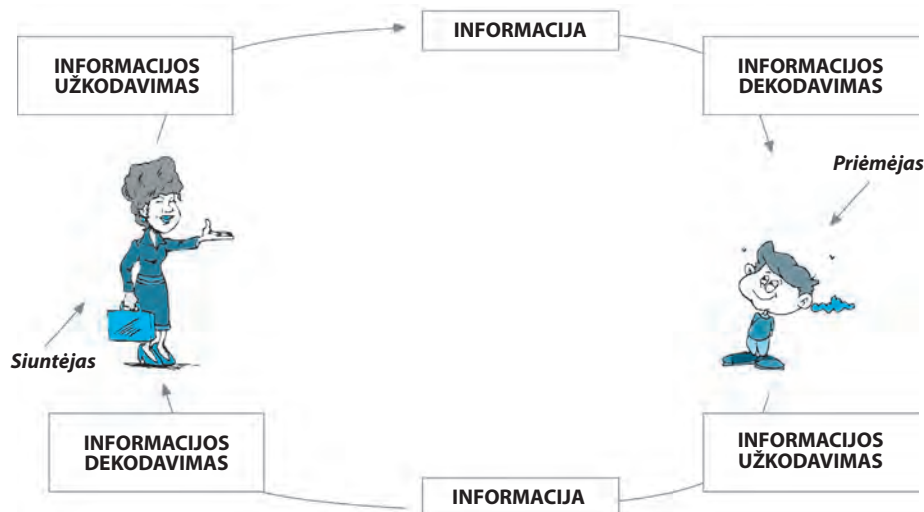 INFORMACIJA
INFORMACIJOS
UŽKODAVIMAS
INFORMACIJOS
DEKODAVIMAS
Priėmėjas
Siuntėjas
INFORMACIJOS
DEKODAVIMAS
INFORMACIJOS
UŽKODAVIMAS
INFORMACIJA